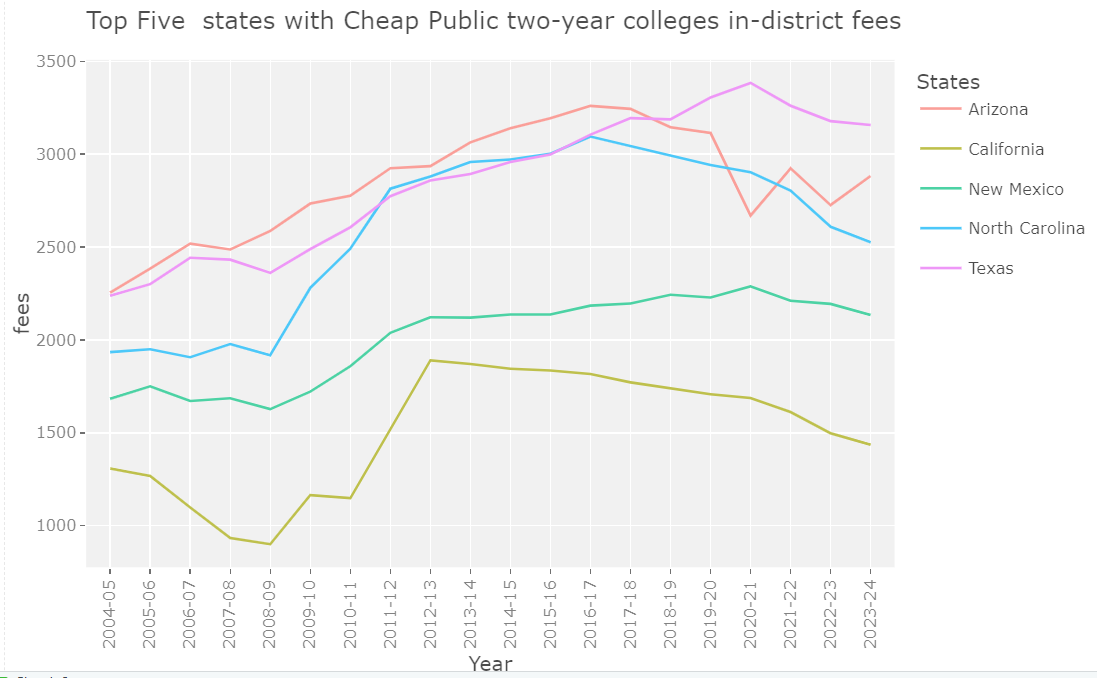 Top Five  states with Cheap Public two-year colleges in-district fees
States
Arizona
California
New Mexico
North Carolina
Texas
fees
3500
3000
2500
2000
1500
1000
2004-05
2005-06
2006-07
2007-08
2008-09
2009-10
2010-11
2011-12
2012-13
2013-14
2014-15
2015-16
2016-17
2017-18
2018-19
2019-20
2020-21
2021-22
2022-23
2023-24
Year